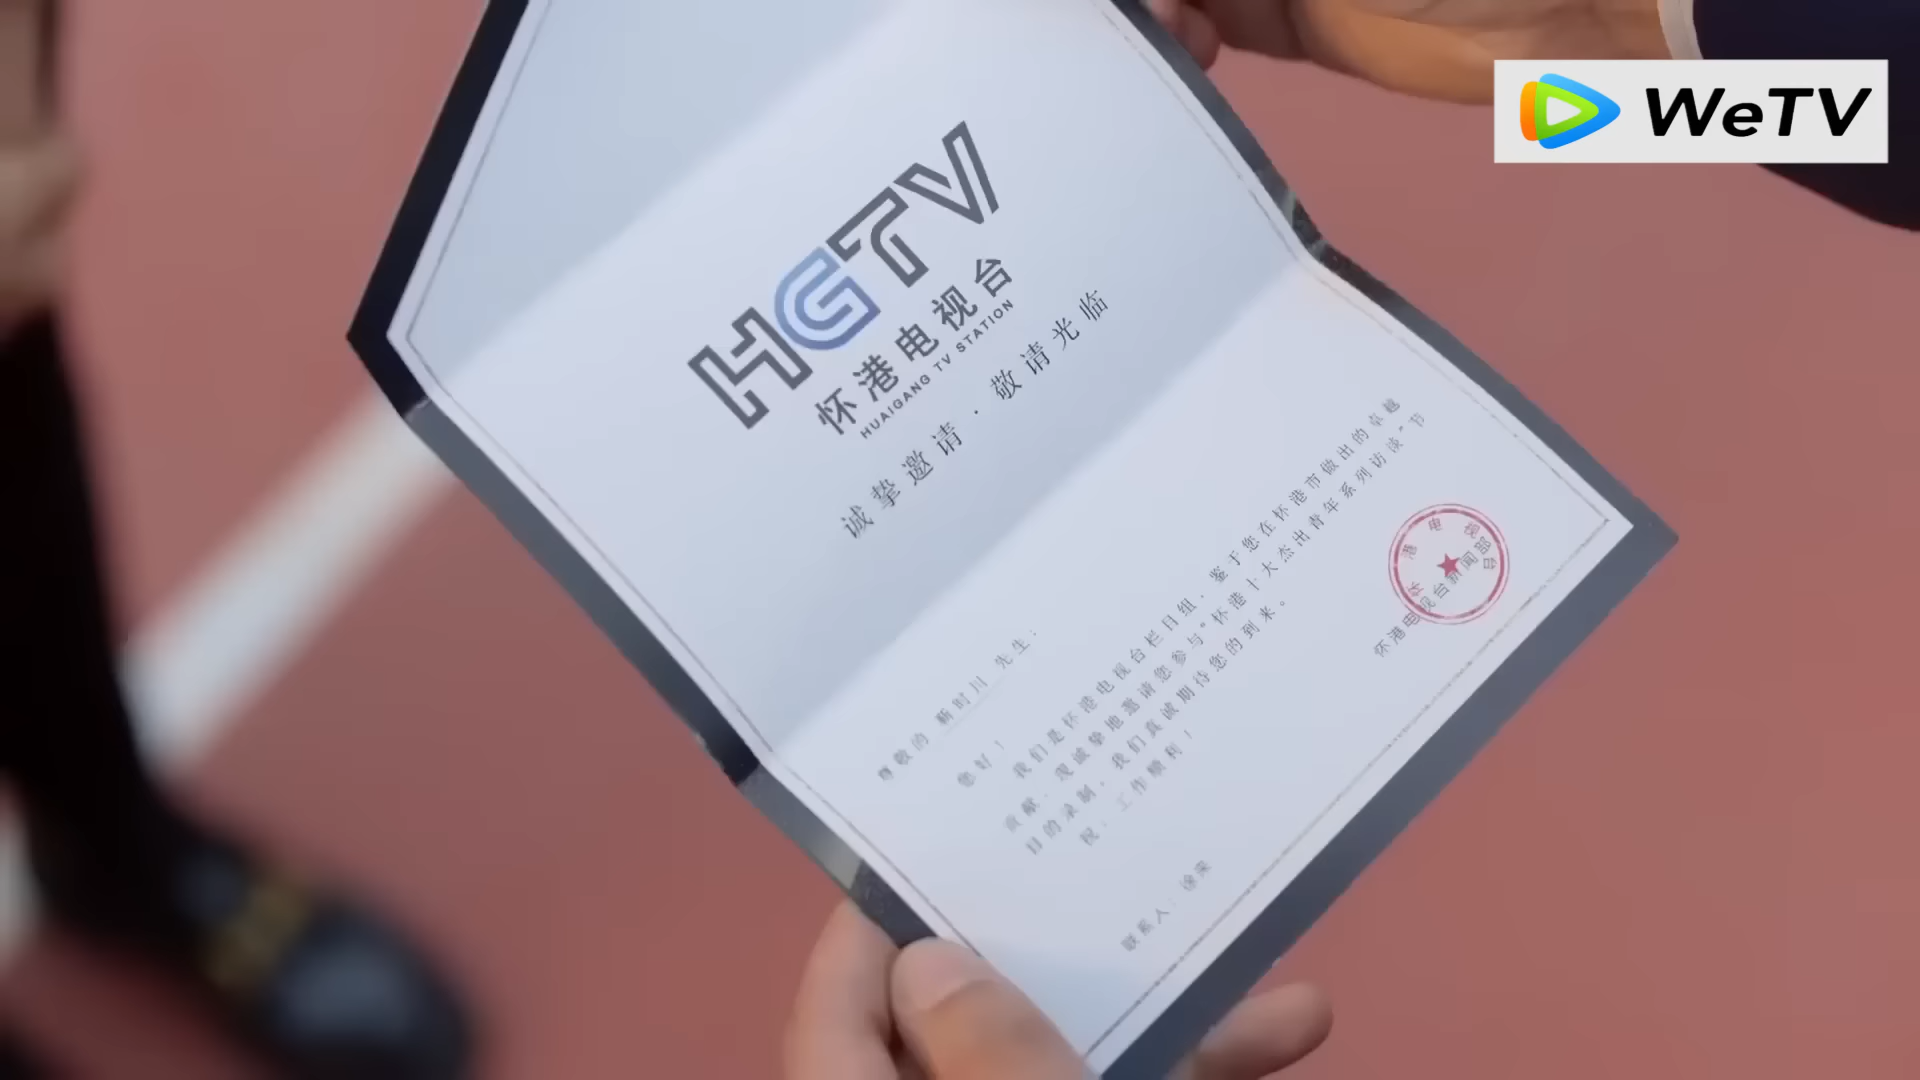 WeTV
HGTV
怀港电视台
HUAIGANG TV STATION
诚挚邀请·敬请光临
尊敬的 靳时川 先生:
您好!
我们是怀港电视台栏目组,鉴于您在怀港市做出的卓越
贡献,现诚挚地邀请您参与“怀港十大杰出青年系列访谈”节
目的录制,我们真诚期待您的到来。
祝,工作顺利!
怀港电视台新闻部
联系人:徐来